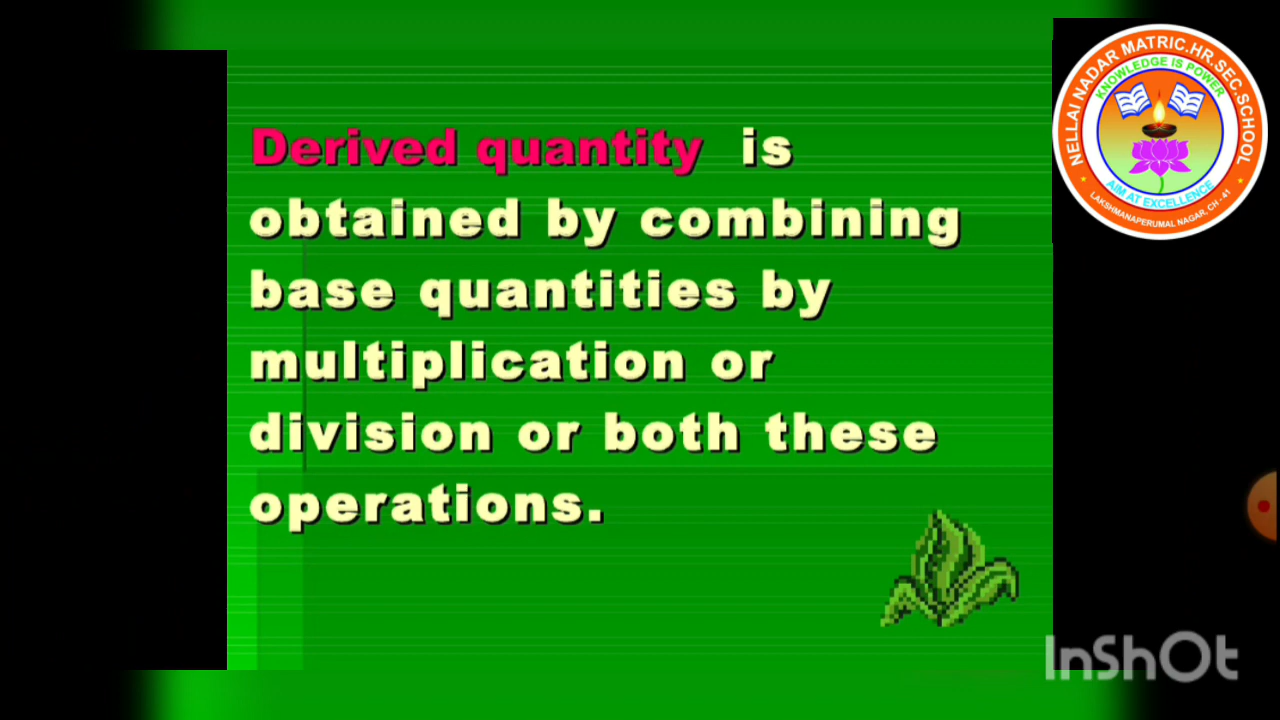 Derived quantity is
obtained by combining
base quantities by
multiplication or
division or both these
operations.
NELLAI NADAR MATRIC.HR.SEC.SCHOOL
KNOWLEDGE IS POWER
AIM AT EXCELLENCE
LAKSHMANAPERUMAL NAGAR, CH - 41
InShOt